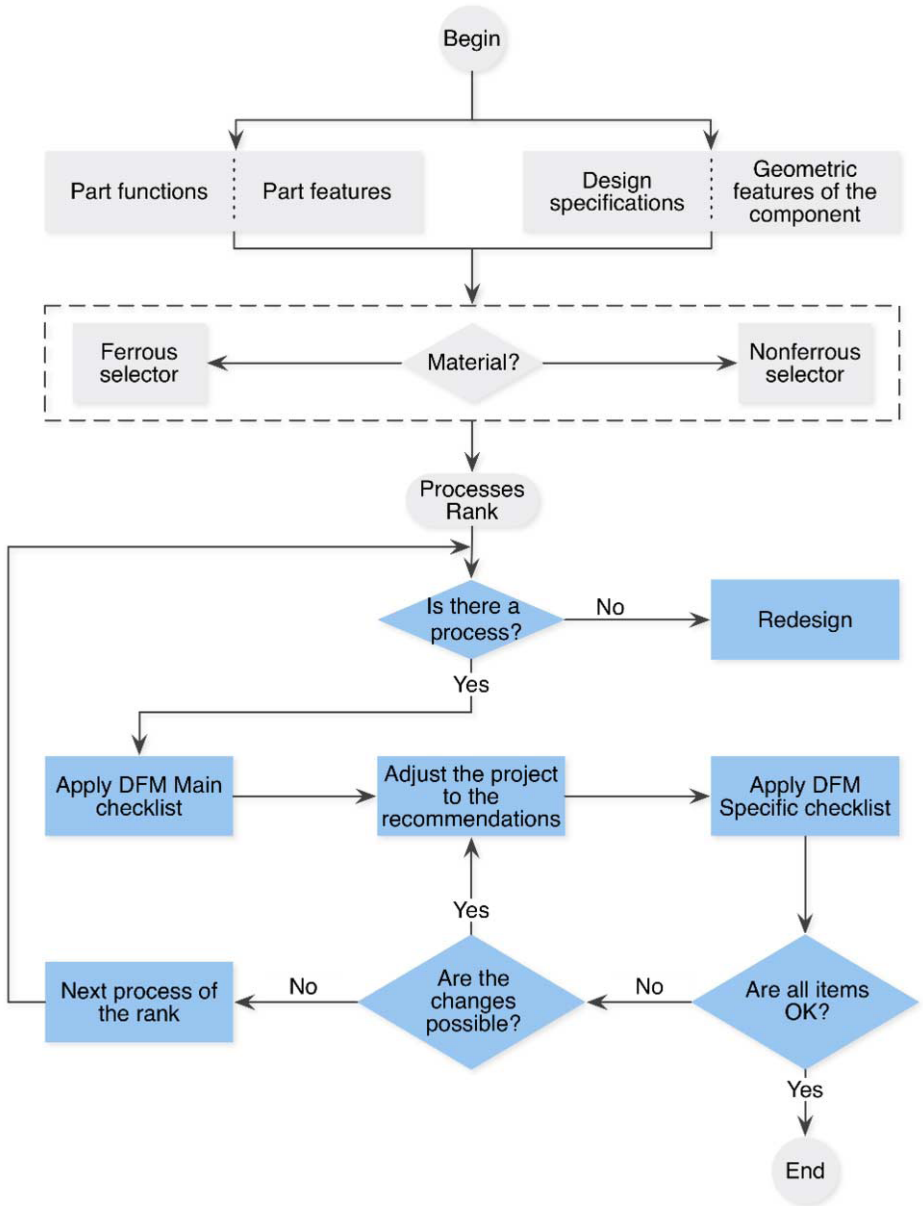 Begin
Part functions
Part features
Design
specifications
Geometric
features of the
component
Ferrous
selector
Material?
Nonferrous
selector
Processes
Rank
Is there a
process?
No
Redesign
Yes
Apply DFM Main
checklist
Adjust the project
to the
recommendations
Apply DFM
Specific checklist
Yes
Next process of
the rank
No
Are the
changes
possible?
No
Are all items
OK?
Yes
End